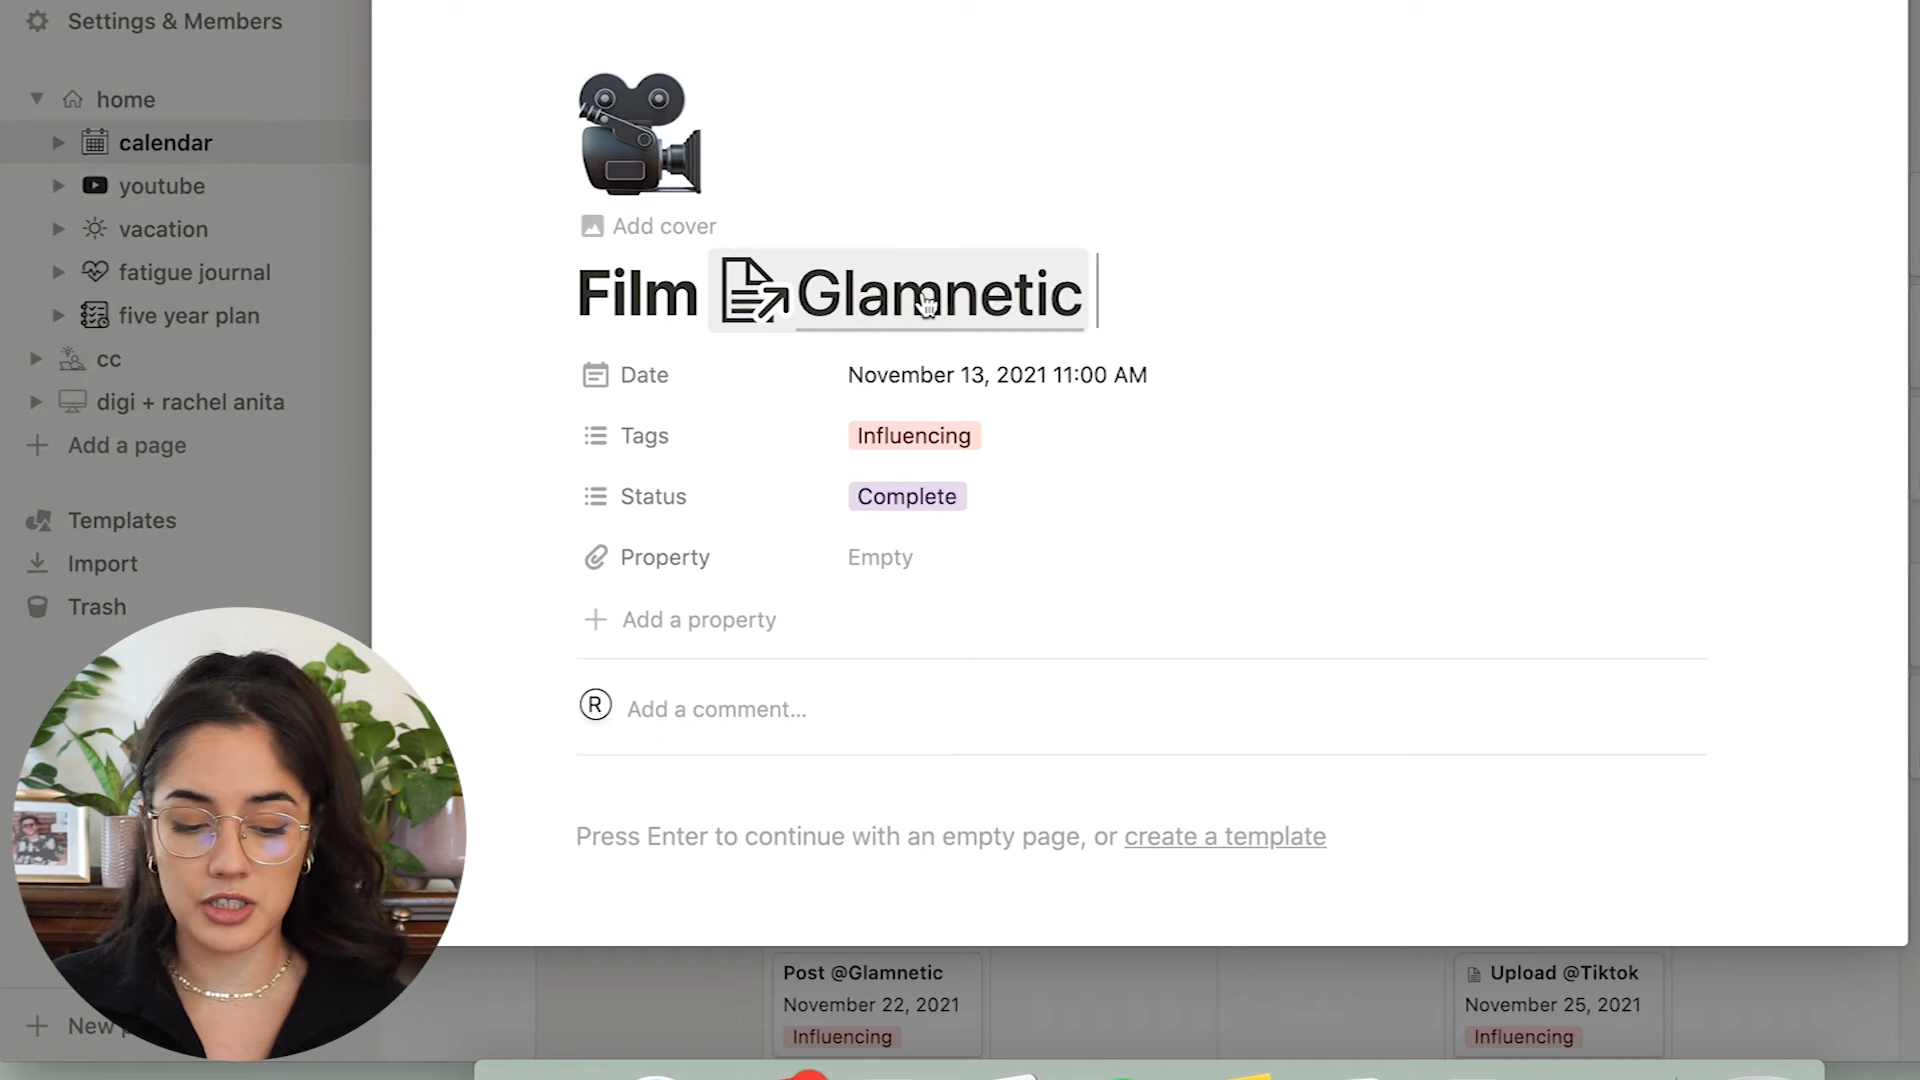 Settings & Members
home
calendar
youtube
vacation
fatigue journal
five year plan
cc
digi + rachel anita
Add a page
Templates
Import
Trash
New
Add cover
Film Glamnetic
Date November 13, 2021 11:00 AM
Tags Influencing
Status Complete
Property Empty
Add a property
R Add a comment...
Press Enter to continue with an empty page, or create a template
Post @Glamnetic
November 22, 2021
Influencing
Upload @Tiktok
November 25, 2021
Influencing